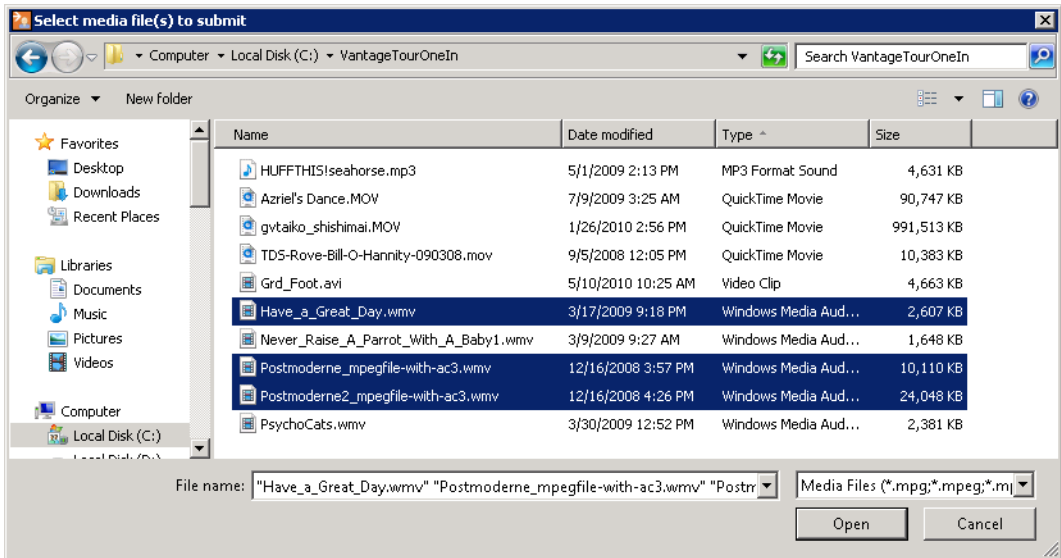 Select media file(s) to submit
Computer Local Disk (C:) VantageTourOneIn Search VantageTourOneIn
Organize New folder
Favorites
Desktop
Downloads
Recent Places
Libraries
Documents
Music
Pictures
Videos
Computer
Local Disk (C:)
Local Disk (D:)
Name Date modified Type Size
HUFFTHIS!seahorse.mp3 5/1/2009 2:13 PM MP3 Format Sound 4,631 KB
Azriel's Dance.MOV 7/9/2009 3:25 AM QuickTime Movie 90,747 KB
gvtaiko_shishimai.MOV 1/26/2010 2:56 PM QuickTime Movie 991,513 KB
TDS-Rove-Bill-O-Hannity-090308.mov 9/5/2008 12:05 PM QuickTime Movie 10,383 KB
Grd_Foot.avi 5/10/2010 10:25 AM Video Clip 4,663 KB
Have_a_Great_Day.wmv 3/17/2009 9:18 PM Windows Media Aud... 2,607 KB
Never_Raise_A_Parrot_With_A_Baby1.wmv 3/9/2009 9:27 AM Windows Media Aud... 1,648 KB
Postmoderne_mpegfile-with-ac3.wmv 12/16/2008 3:57 PM Windows Media Aud... 10,110 KB
Postmoderne2_mpegfile-with-ac3.wmv 12/16/2008 4:26 PM Windows Media Aud... 24,048 KB
PsychoCats.wmv 3/30/2009 12:52 PM Windows Media Aud... 2,381 KB
File name: "Have_a_Great_Day.wmv" "Postmoderne_mpegfile-with-ac3.wmv" "Postr Media Files (*.mpg;*.mpeg;*.mp
Open Cancel